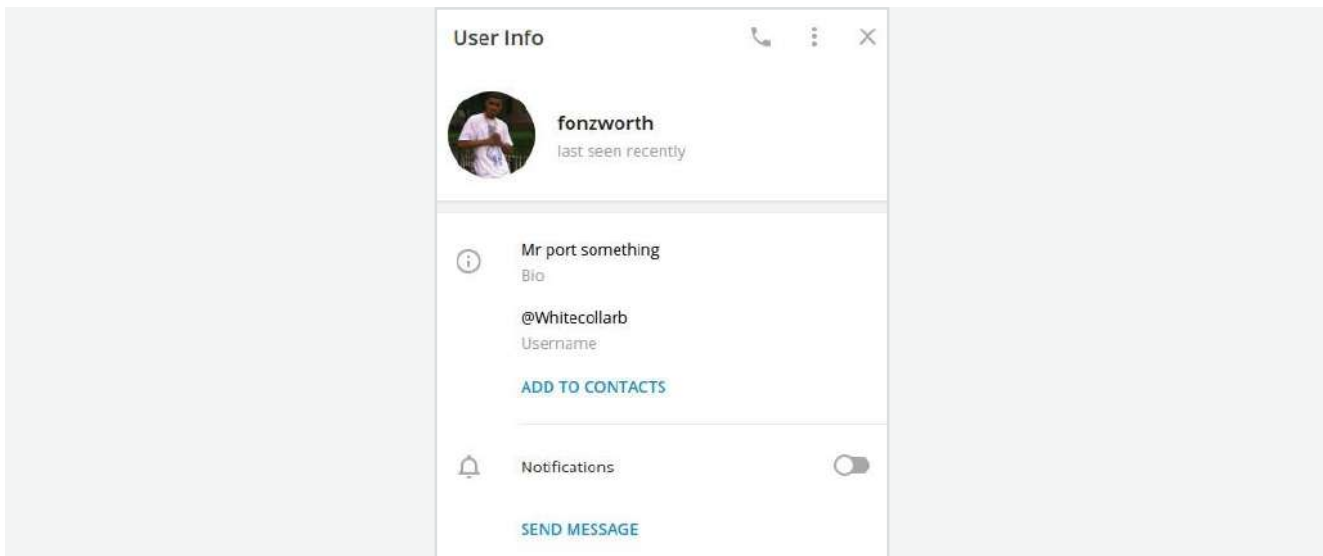 User Info
fonzworth
last seen recently
Mr port something
Bio
@Whitecollarb
Username
ADD TO CONTACTS
Notifications
SEND MESSAGE